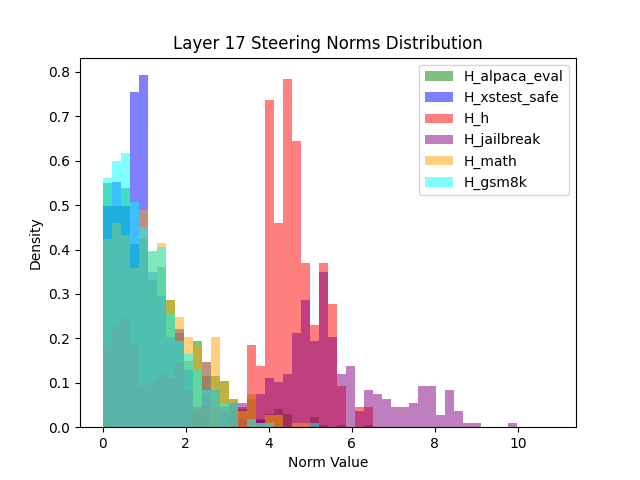 Layer 17 Steering Norms Distribution
0.8
0.7
0.6
0.5
0.4
0.3
0.2
0.1
0.0
Density
H_alpaca_eval
H_xstest_safe
H_h
H_jailbreak
H_math
H_gsm8k
0 2 4 6 8 10
Norm Value